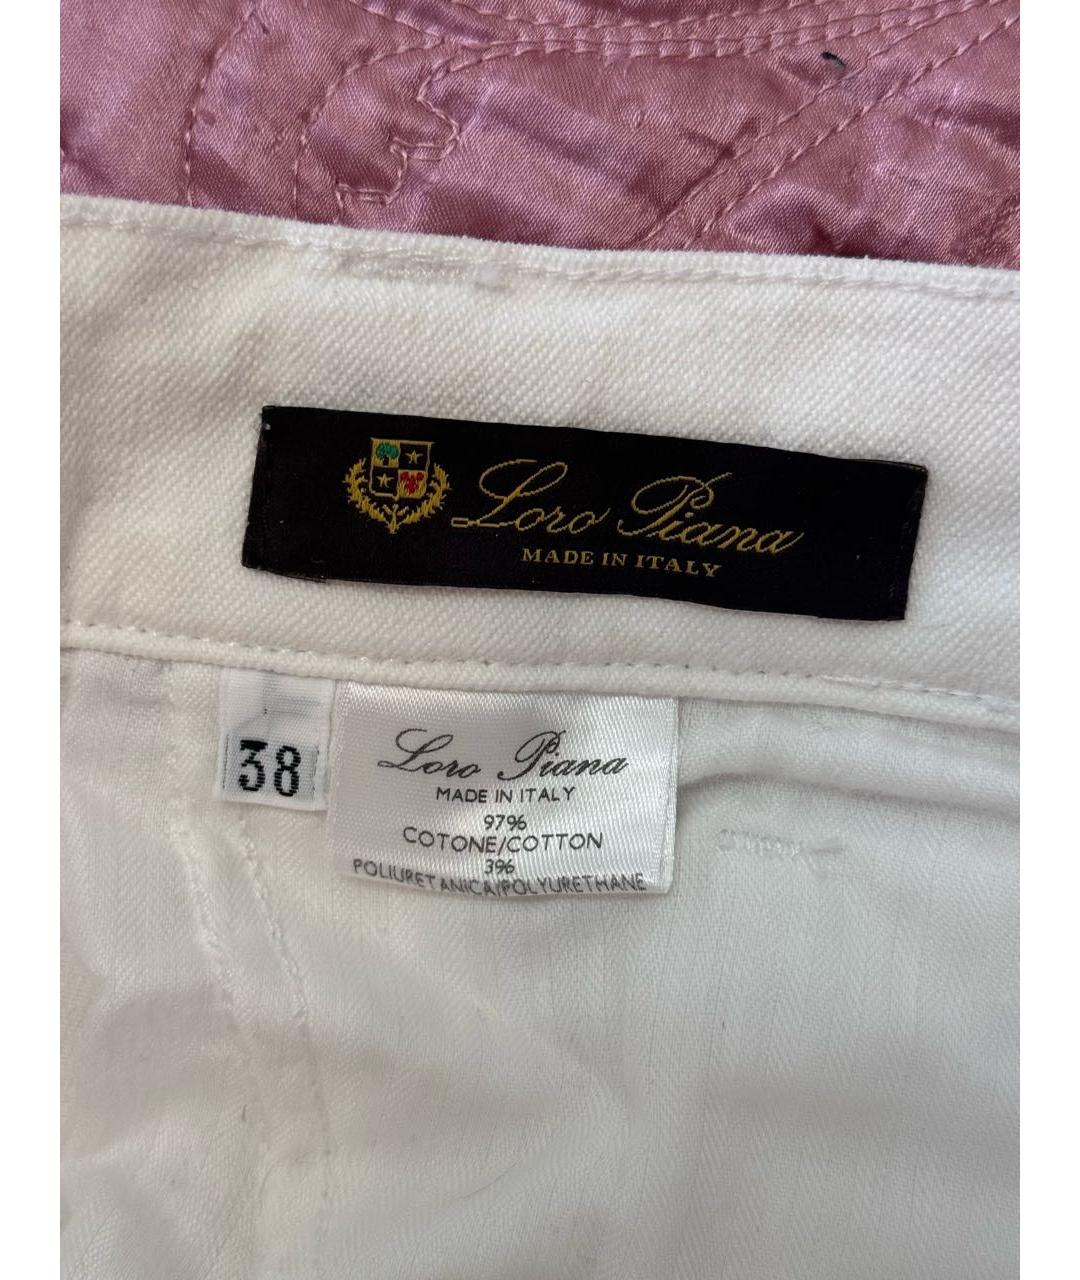 Loro Piana
MADE IN ITALY
38
Loro Piana
MADE IN ITALY
97%
COTONE/COTTON
3%
POLIURETANICA/POLYURETHANE